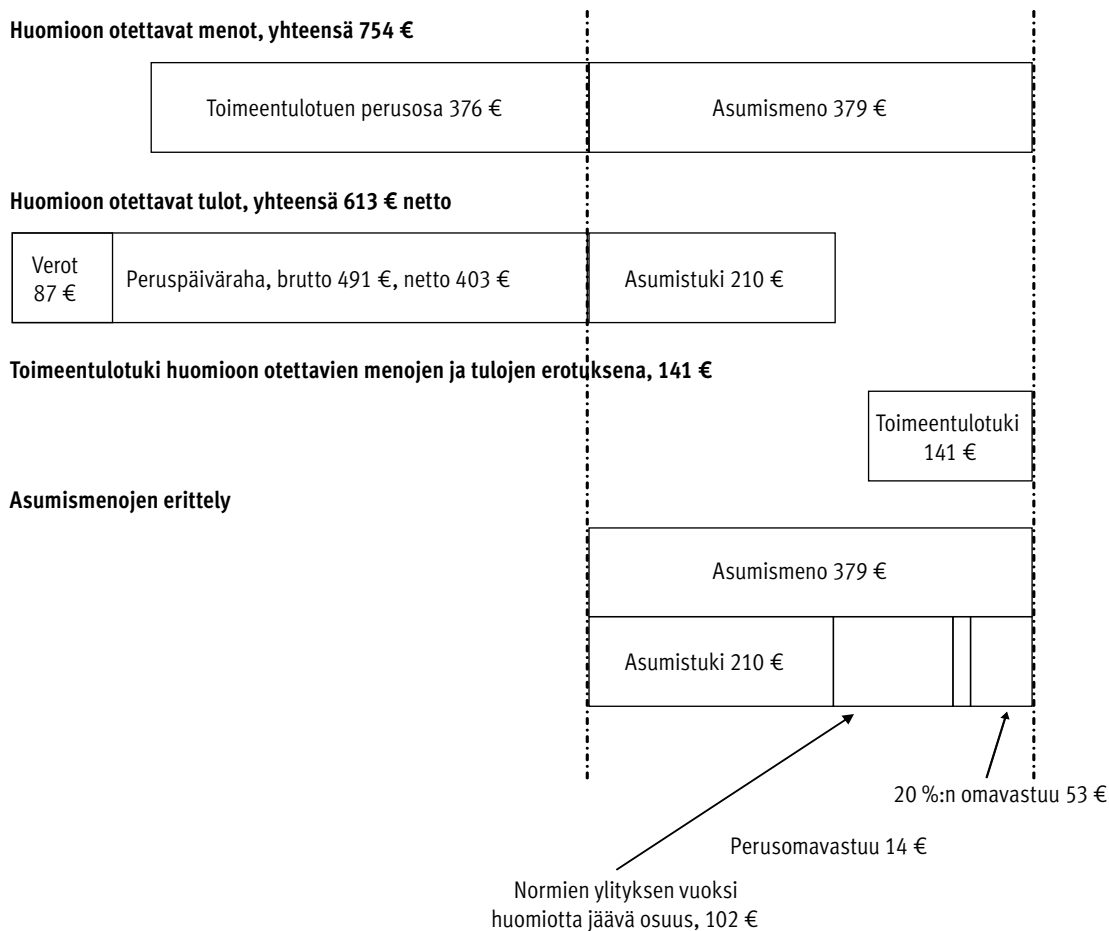 Huomioon otettavat menot, yhteensä 754 €
Toimeentulotuen perusosa 376 €
Asumismeno 379 €
Huomioon otettavat tulot, yhteensä 613 € netto
Verot
87 €
Peruspäiväraha, brutto 491 €, netto 403 €
Asumistuki 210 €
Toimeentulotuki huomioon otettavien menojen ja tulojen erotuksena, 141 €
Toimeentulotuki
141 €
Asumismenojen erittely
Asumismeno 379 €
Asumistuki 210 €
20 %:n omavastuu 53 €
Perusomavastuu 14 €
Normien ylityksen vuoksi
huomiotta jäävä osuus, 102 €